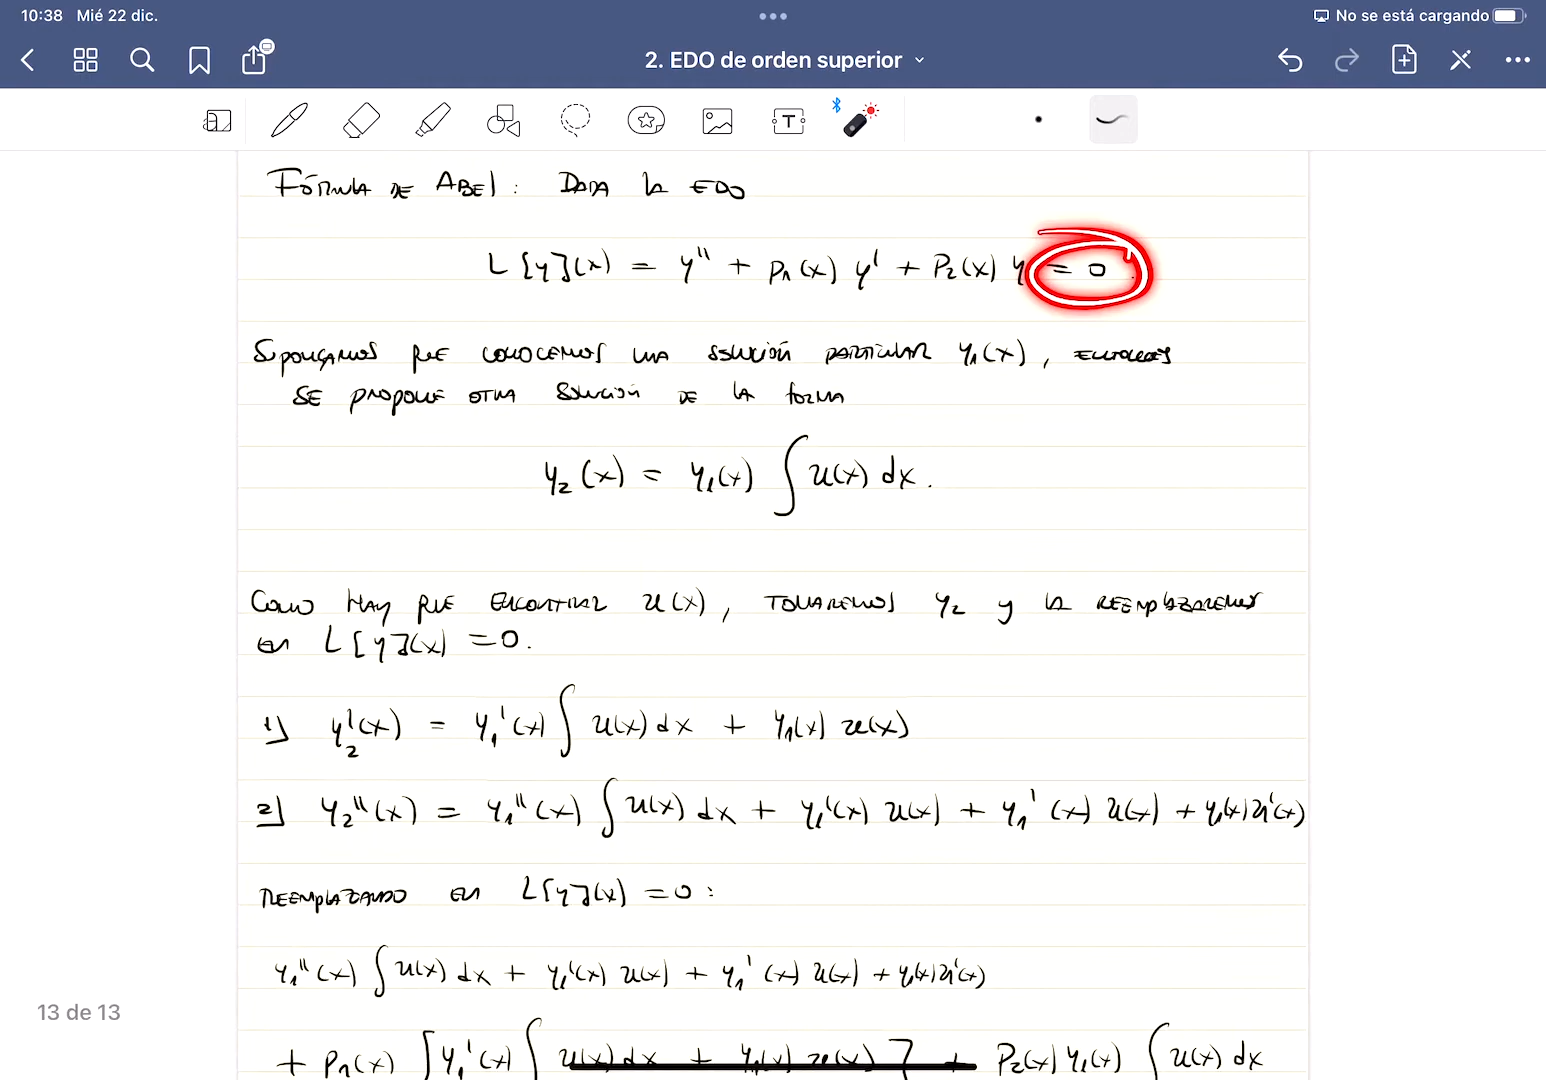 10:38 Mié 22 dic.
No se está cargando
2. EDO de orden superior
T
Fórmula de Abel: Dada la EDO
L[y](x) = y'' + p₁(x) y' + p₂(x) y = 0.
Supongamos que conocemos una solución particular y₁(x), entonces
se propone otra solución de la forma
y₂(x) = y₁(x) ∫ u(x) dx.
Como hay que encontrar u(x), tomaremos y₂ y la reemplazaremos
en L[y](x) = 0.
1) y₂'(x) = y₁'(x) ∫ u(x) dx + y₁(x) u(x)
2) y₂''(x) = y₁''(x) ∫ u(x) dx + y₁'(x) u(x) + y₁'(x) u(x) + y₁(x) u'(x)
Reemplazando en L[y](x) = 0:
y₁''(x) ∫ u(x) dx + y₁'(x) u(x) + y₁'(x) u(x) + y₁(x) u'(x)
+ p₁(x) [y₁'(x) ∫ u(x) dx + y₁(x) u(x)] + p₂(x) y₁(x) ∫ u(x) dx
13 de 13